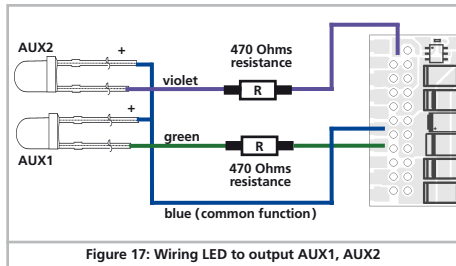 AUX2
+
470 Ohms
resistance
violet
R
+
AUX1
green
R
470 Ohms
resistance
blue (common function)
Figure 17: Wiring LED to output AUX1, AUX2